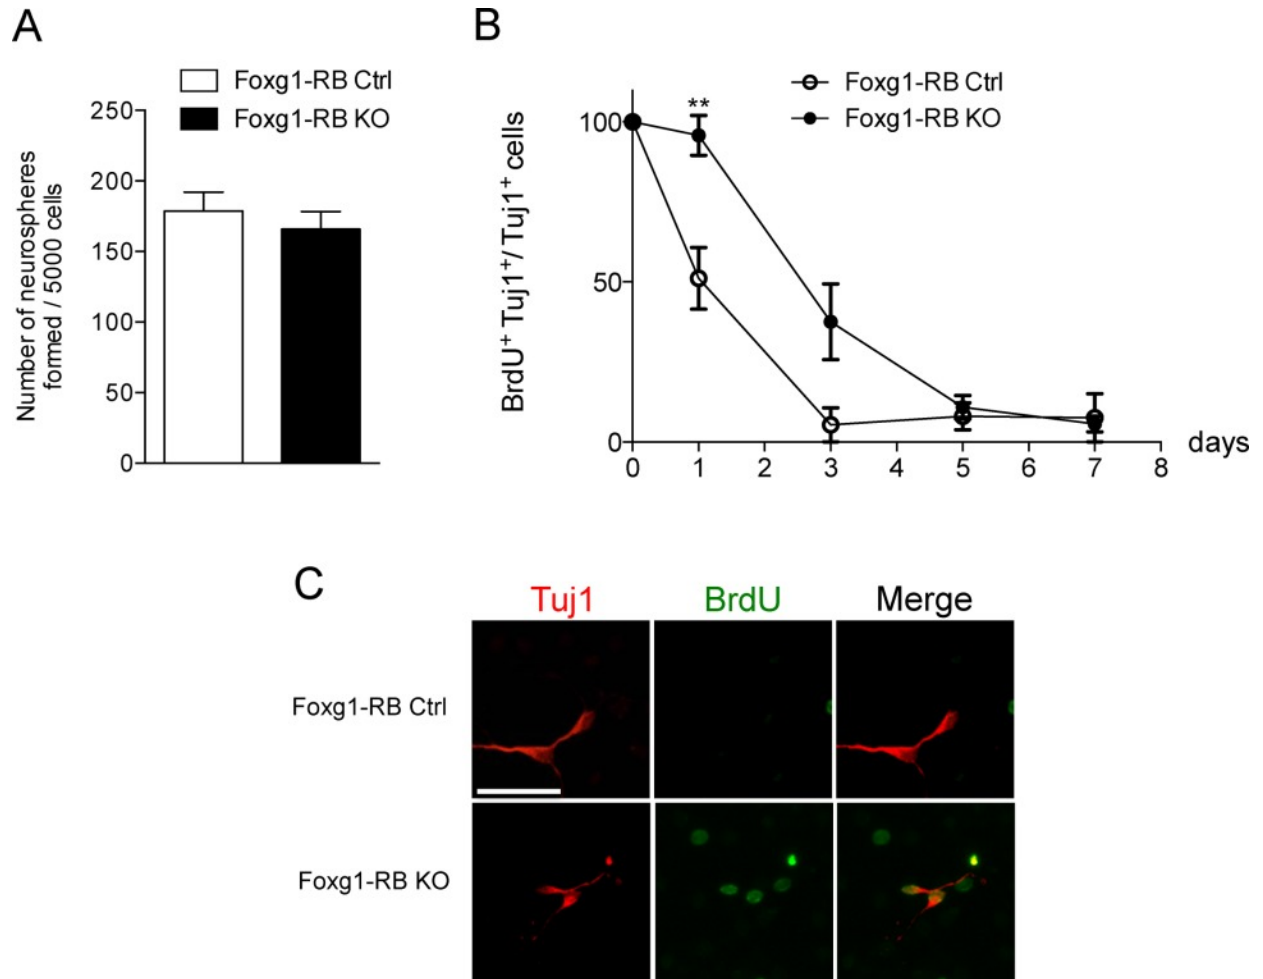 A
Foxg1-RB Ctrl
Foxg1-RB KO
Number of neurospheres
formed / 5000 cells
250
200
150
100
50
0
B
Foxg1-RB Ctrl
Foxg1-RB KO
**
BrdU⁺ Tuj1⁺/ Tuj1⁺ cells
100
50
0
0 1 2 3 4 5 6 7 8
days
C
Tuj1 BrdU Merge
Foxg1-RB Ctrl
Foxg1-RB KO